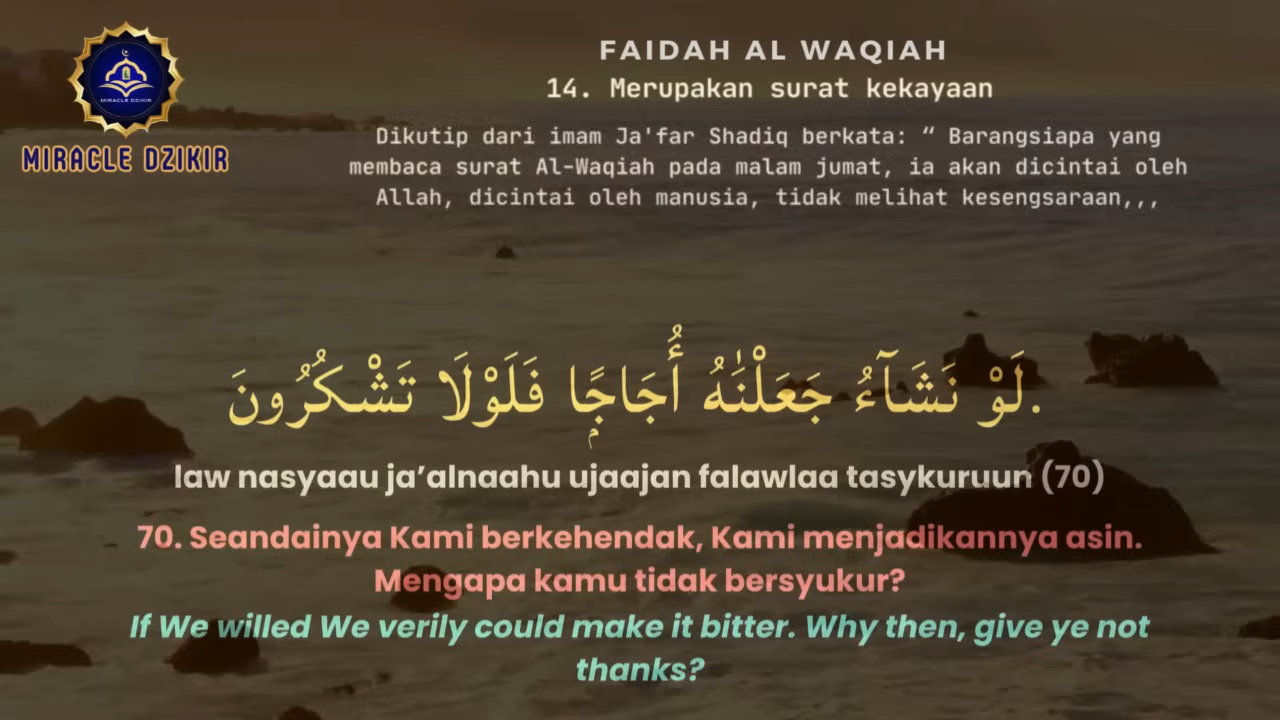 MIRACLE DZIKIR
MIRACLE DZIKIR
FAIDAH AL WAQIAH
14. Merupakan surat kekayaan
Dikutip dari imam Ja'far Shadiq berkata: “ Barangsiapa yang
membaca surat Al-Waqiah pada malam jumat, ia akan dicintai oleh
Allah, dicintai oleh manusia, tidak melihat kesengsaraan,,,
.لَوْ نَشَآءُ جَعَلْنٰهُ أُجَاجًۭا فَلَوْلَا تَشْكُرُونَ
law nasyaau ja’alnaahu ujaajan falawlaa tasykuruun (70)
70. Seandainya Kami berkehendak, Kami menjadikannya asin.
Mengapa kamu tidak bersyukur?
If We willed We verily could make it bitter. Why then, give ye not
thanks?